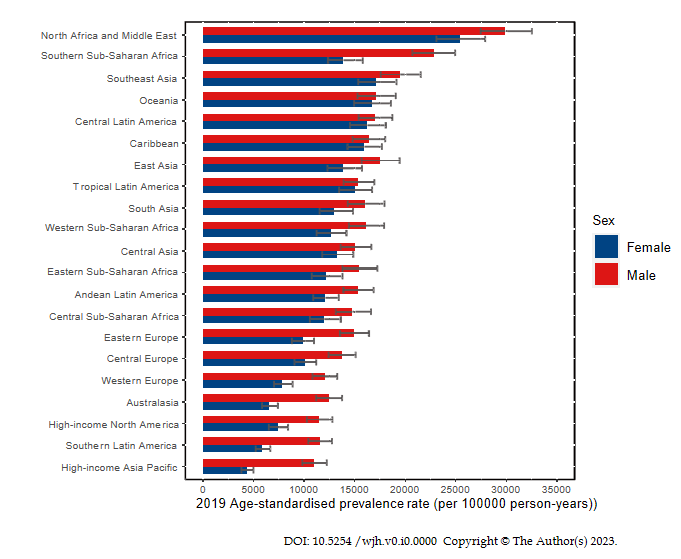 North Africa and Middle East
Southern Sub-Saharan Africa
Southeast Asia
Oceania
Central Latin America
Caribbean
East Asia
Tropical Latin America
South Asia
Western Sub-Saharan Africa
Central Asia
Eastern Sub-Saharan Africa
Andean Latin America
Central Sub-Saharan Africa
Eastern Europe
Central Europe
Western Europe
Australasia
High-income North America
Southern Latin America
High-income Asia Pacific
Sex
Female
Male
0 5000 10000 15000 20000 25000 30000 35000
2019 Age-standardised prevalence rate (per 100000 person-years))
DOI: 10.5254 / wjh.v0.i0.0000 Copyright © The Author(s) 2023.